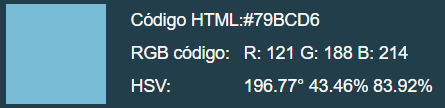 Código HTML:#79BCD6
RGB código: R: 121 G: 188 B: 214
HSV: 196.77° 43.46% 83.92%